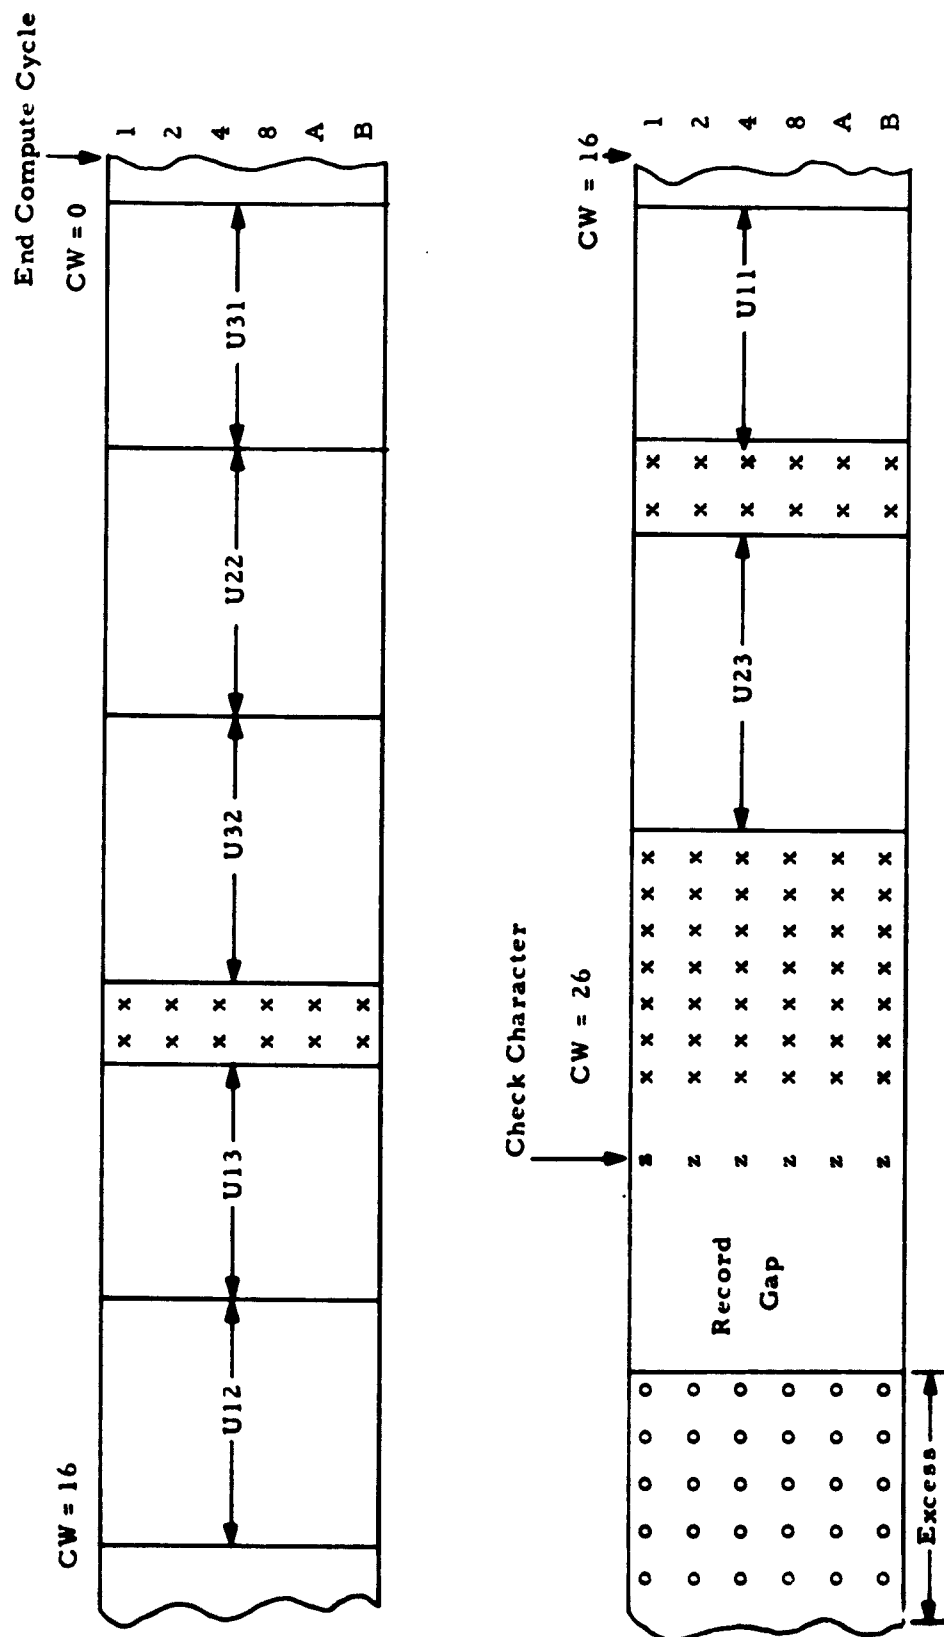 End Compute Cycle
CW = 16
CW = 0
x x 1
x x 2
x x 4
U12 U13 U32 U22 U31
x x 8
x x A
x x B
Check Character
CW = 26
CW = 16
o o o o o z x x x x x x x x x 1
o o o o o z x x x x x x x x x 2
Record
o o o o o z x x x x x x x U23 x x U11 4
Gap
o o o o o z x x x x x x x x x 8
o o o o o z x x x x x x x x x A
o o o o o z x x x x x x x x x B
Excess